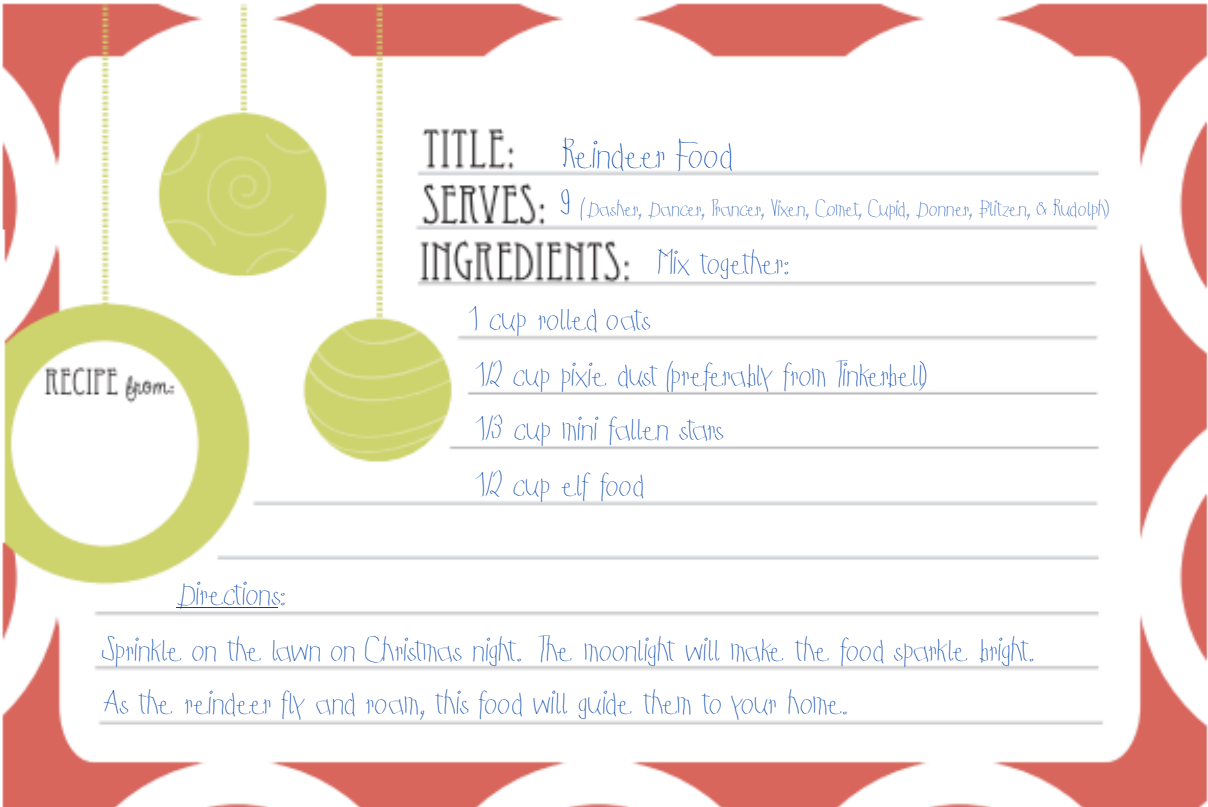 TITLE: Reindeer Food
SERVES: 9 (Dasher, Dancer, Prancer, Vixen, Comet, Cupid, Donner, Blitzen, & Rudolph)
INGREDIENTS: Mix together:
1 cup rolled oats
1/2 cup pixie dust (preferably from Tinkerbell)
RECIPE from:
1/3 cup mini fallen stars
1/2 cup elf food
Directions:
Sprinkle on the lawn on Christmas night. The moonlight will make the food sparkle bright.
As the reindeer fly and roam, this food will guide them to your home.